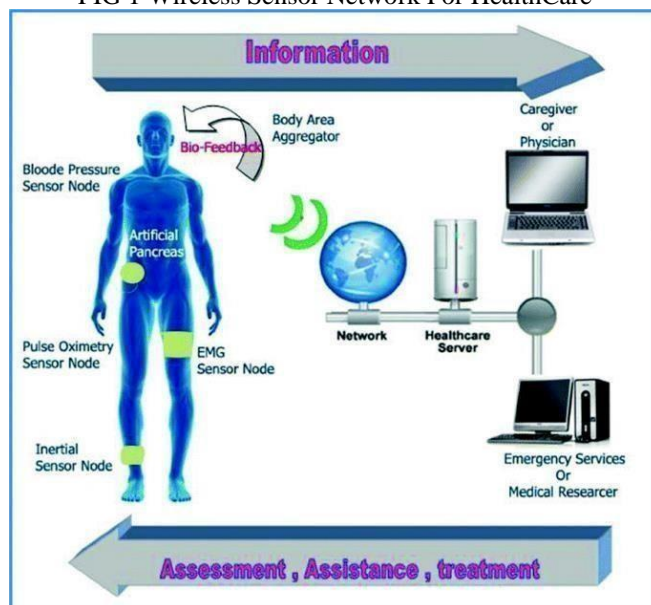 FIG 1 Wireless Sensor Network For HealthCare
Information
Caregiver
or
Physician
Body Area
Aggregator
Bio-Feedback
Bloode Pressure
Sensor Node
Artificial
Pancreas
Network
Healthcare
Server
Pulse Oximetry
Sensor Node
EMG
Sensor Node
Inertial
Sensor Node
Emergency Services
Or
Medical Researcer
Assessment , Assistance , treatment